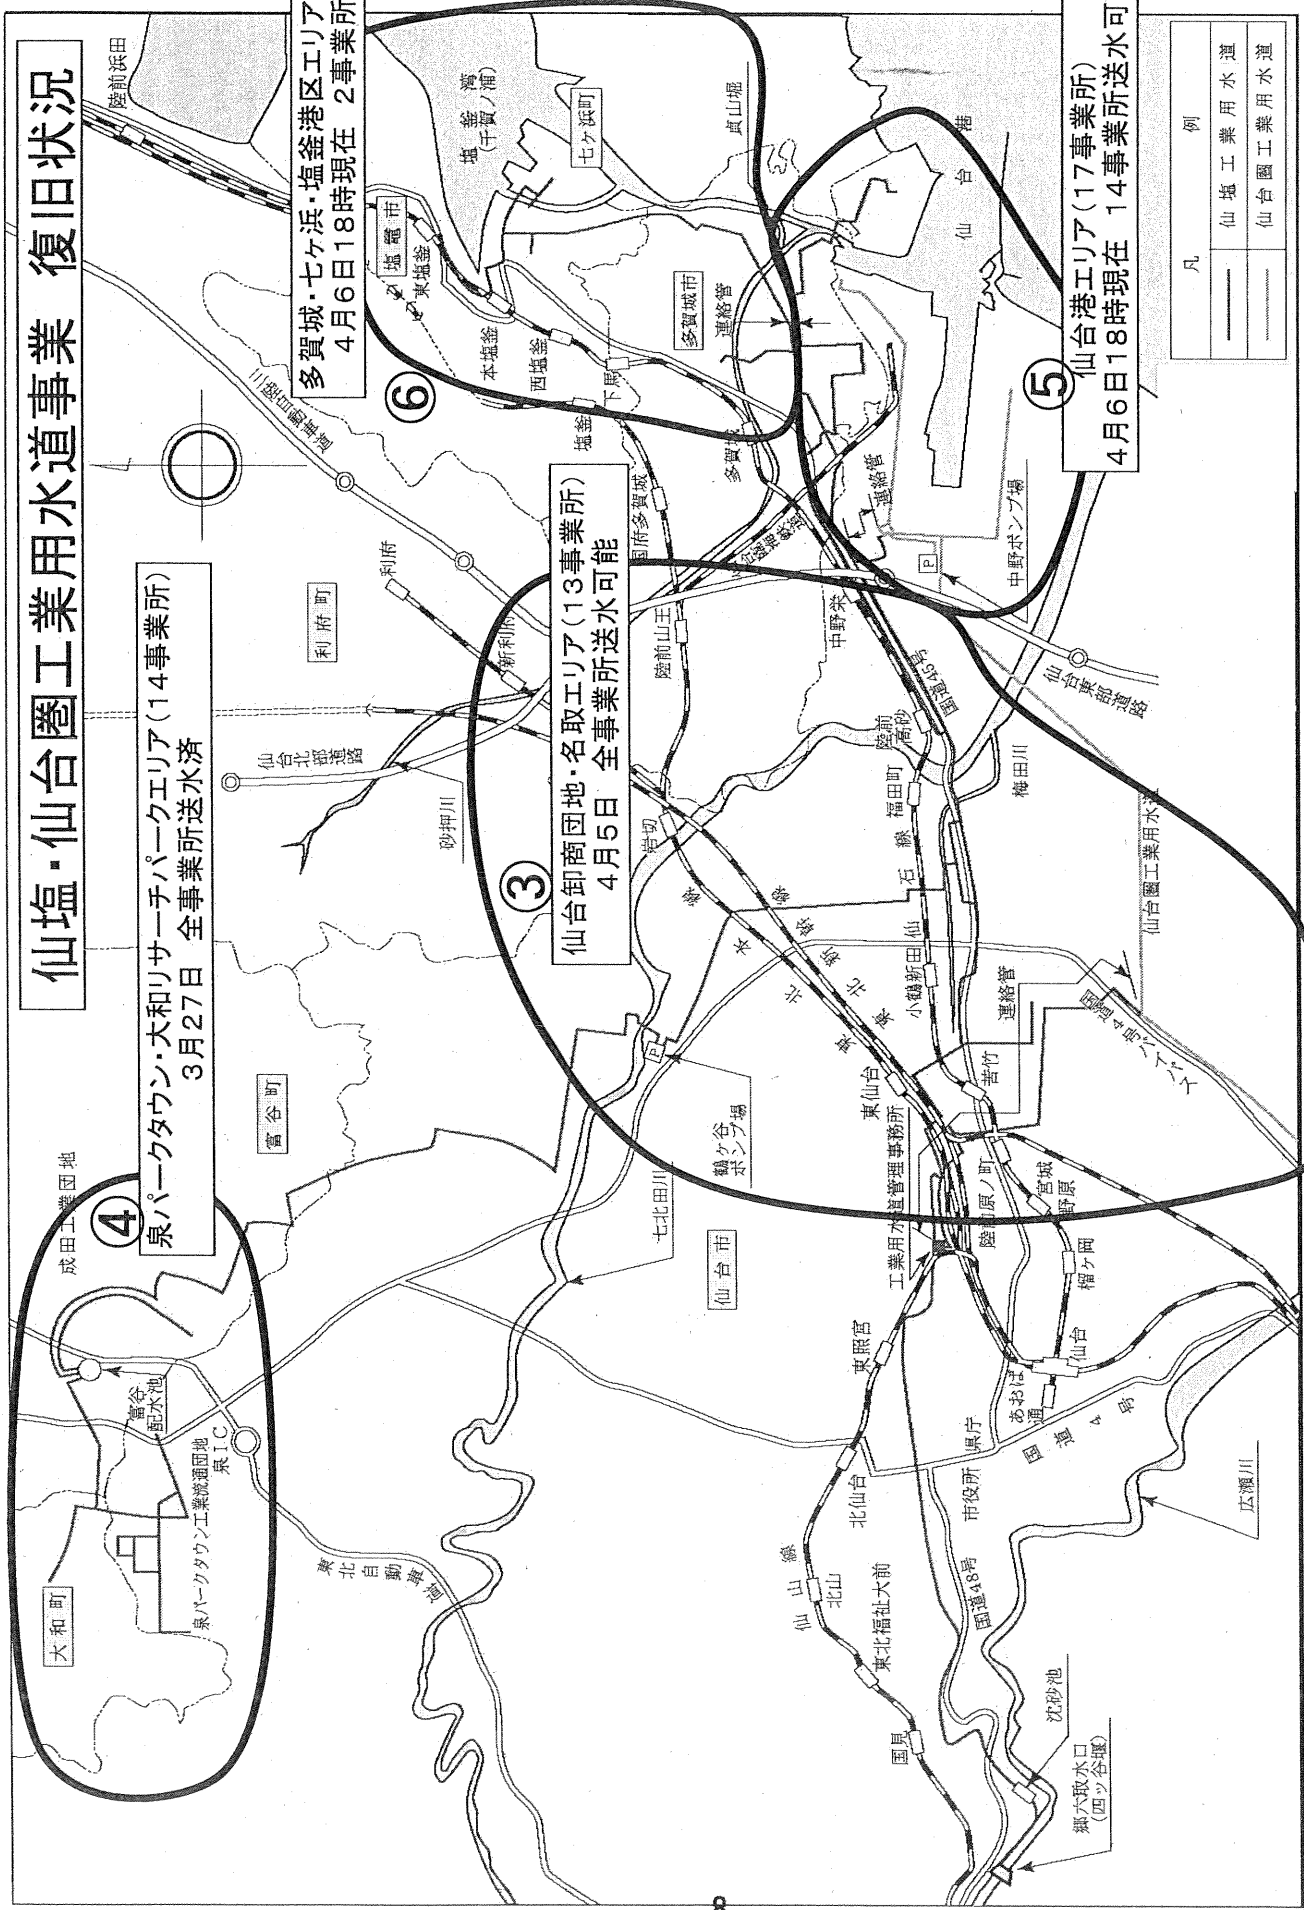 仙塩・仙台圏工業用水道事業　復旧状況
④
泉パークタウン・大和リサーチパークエリア(14事業所)
3月27日　全事業所送水済
③
仙台卸商団地・名取エリア(13事業所)
4月5日　全事業所送水可能
⑥
多賀城・七ヶ浜・塩釜港区エリア
4月6日18時現在　2事業所
⑤
仙台港エリア(17事業所)
4月6日18時現在　14事業所送水可
凡　例
仙塩工業用水道
仙台圏工業用水道
大和町
成田工業団地
富谷
配水池
泉パークタウン工業流通団地
泉IC
東北自動車道
富谷町
利府町
利府
新利府
仙台北部道路
砂押川
三陸自動車道
陸前浜田
塩竈市
東塩釜
本塩釜
西塩釜
下馬
塩釜
塩釜湾
(千賀ノ浦)
七ヶ浜町
貞山堀
多賀城市
連絡管
多賀城
国府多賀城
陸前山王
岩切
仙台港
連絡管
中野ポンプ場
P
中野栄
国道45号
仙台東部道路
陸前
高砂
福田町
梅田川
仙石線
小鶴新田
仙台圏工業用水道
連絡管
国道4号バイパス
苦竹
東北本線
東北新幹線
東仙台
工業用水道管理事務所
陸前原ノ町
宮城
野原
榴ヶ岡
仙台
あおば
通
鶴ヶ谷
ポンプ場
P
七北田川
仙台市
東照宮
北仙台
市役所
県庁
国道4号
国道48号
仙山線
北山
東北福祉大前
国見
広瀬川
沈砂池
郷六取水口
(四ツ谷堰)
8